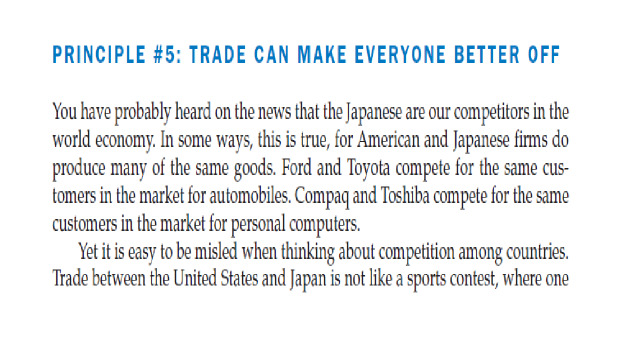 PRINCIPLE #5: TRADE CAN MAKE EVERYONE BETTER OFF
You have probably heard on the news that the Japanese are our competitors in the
world economy. In some ways, this is true, for American and Japanese firms do
produce many of the same goods. Ford and Toyota compete for the same cus-
tomers in the market for automobiles. Compaq and Toshiba compete for the same
customers in the market for personal computers.
Yet it is easy to be misled when thinking about competition among countries.
Trade between the United States and Japan is not like a sports contest, where one